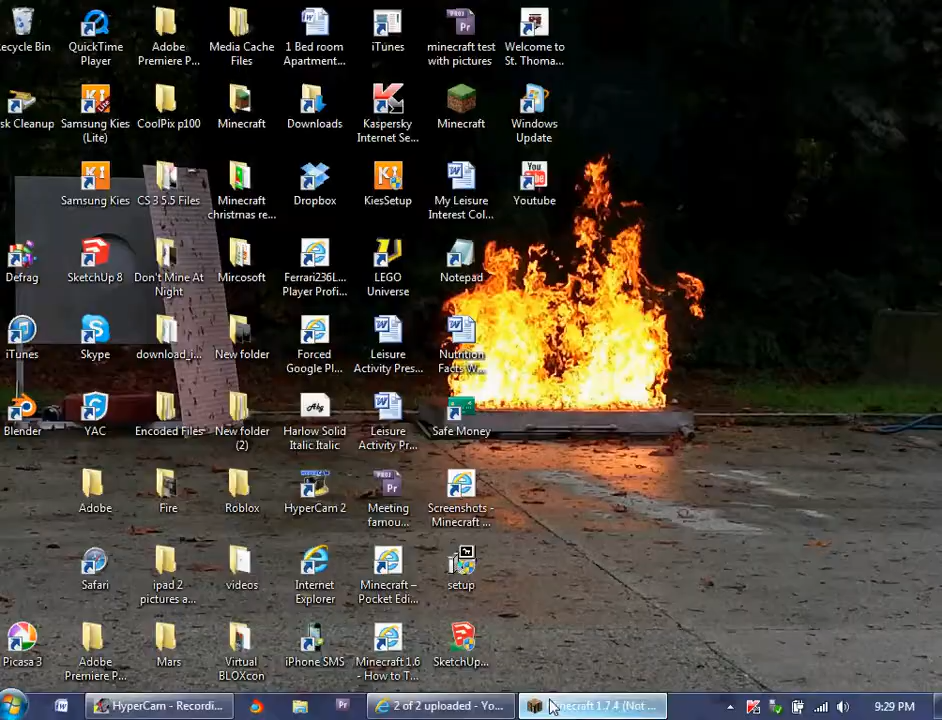 ecycle Bin
QuickTime
Player
Adobe
Premiere P...
Media Cache
Files
1 Bed room
Apartment...
iTunes
minecraft test
with pictures
Welcome to
St. Thoma...
sk Cleanup
Samsung Kies
(Lite)
CoolPix p100
Minecraft
Downloads
Kaspersky
Internet Se...
Minecraft
Windows
Update
Samsung Kies
CS 3 5.5 Files
Minecraft
christmas re...
Dropbox
KiesSetup
My Leisure
Interest Col...
Youtube
Defrag
SketchUp 8
Don't Mine At
Night
Mircosoft
Ferrari236L...
Player Profi...
LEGO
Universe
Notepad
iTunes
Skype
download_i...
New folder
Forced
Google Pl...
Leisure
Activity Pres...
Nutrition
Facts W...
Blender
YAC
Encoded Files
New folder
(2)
Harlow Solid
Italic Italic
Leisure
Activity Pr...
Safe Money
Adobe
Fire
Roblox
HyperCam 2
Meeting
famou...
Screenshots -
Minecraft ...
Safari
ipad 2
pictures a...
videos
Internet
Explorer
Minecraft –
Pocket Edi...
setup
Picasa 3
Adobe
Premiere P...
Mars
Virtual
BLOXcon
iPhone SMS
Minecraft 1.6
- How to T...
SketchUp...
HyperCam - Recordi...
2 of 2 uploaded - Yo...
inecraft 1.7.4 (Not ...
9:29 PM